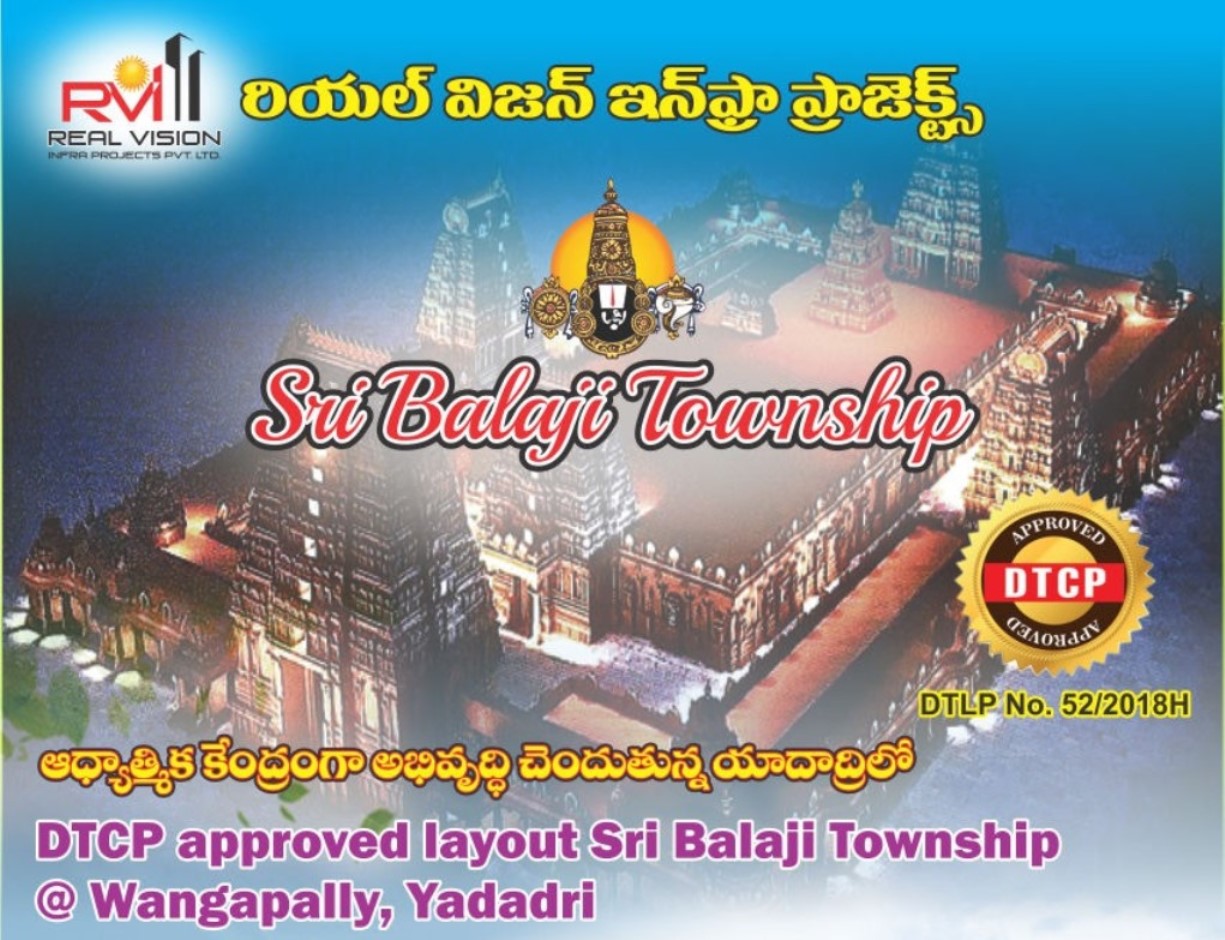 RVI
REAL VISION
INFRA PROJECTS PVT. LTD.
రియల్ విజన్ ఇన్‌ఫ్రా ప్రాజెక్ట్స్
Sri Balaji Township
APPROVED
DTCP
APPROVED
DTLP No. 52/2018H
ఆధ్యాత్మిక కేంద్రంగా అభివృద్ధి చెందుతున్న యాదాద్రిలో
DTCP approved layout Sri Balaji Township
@ Wangapally, Yadadri